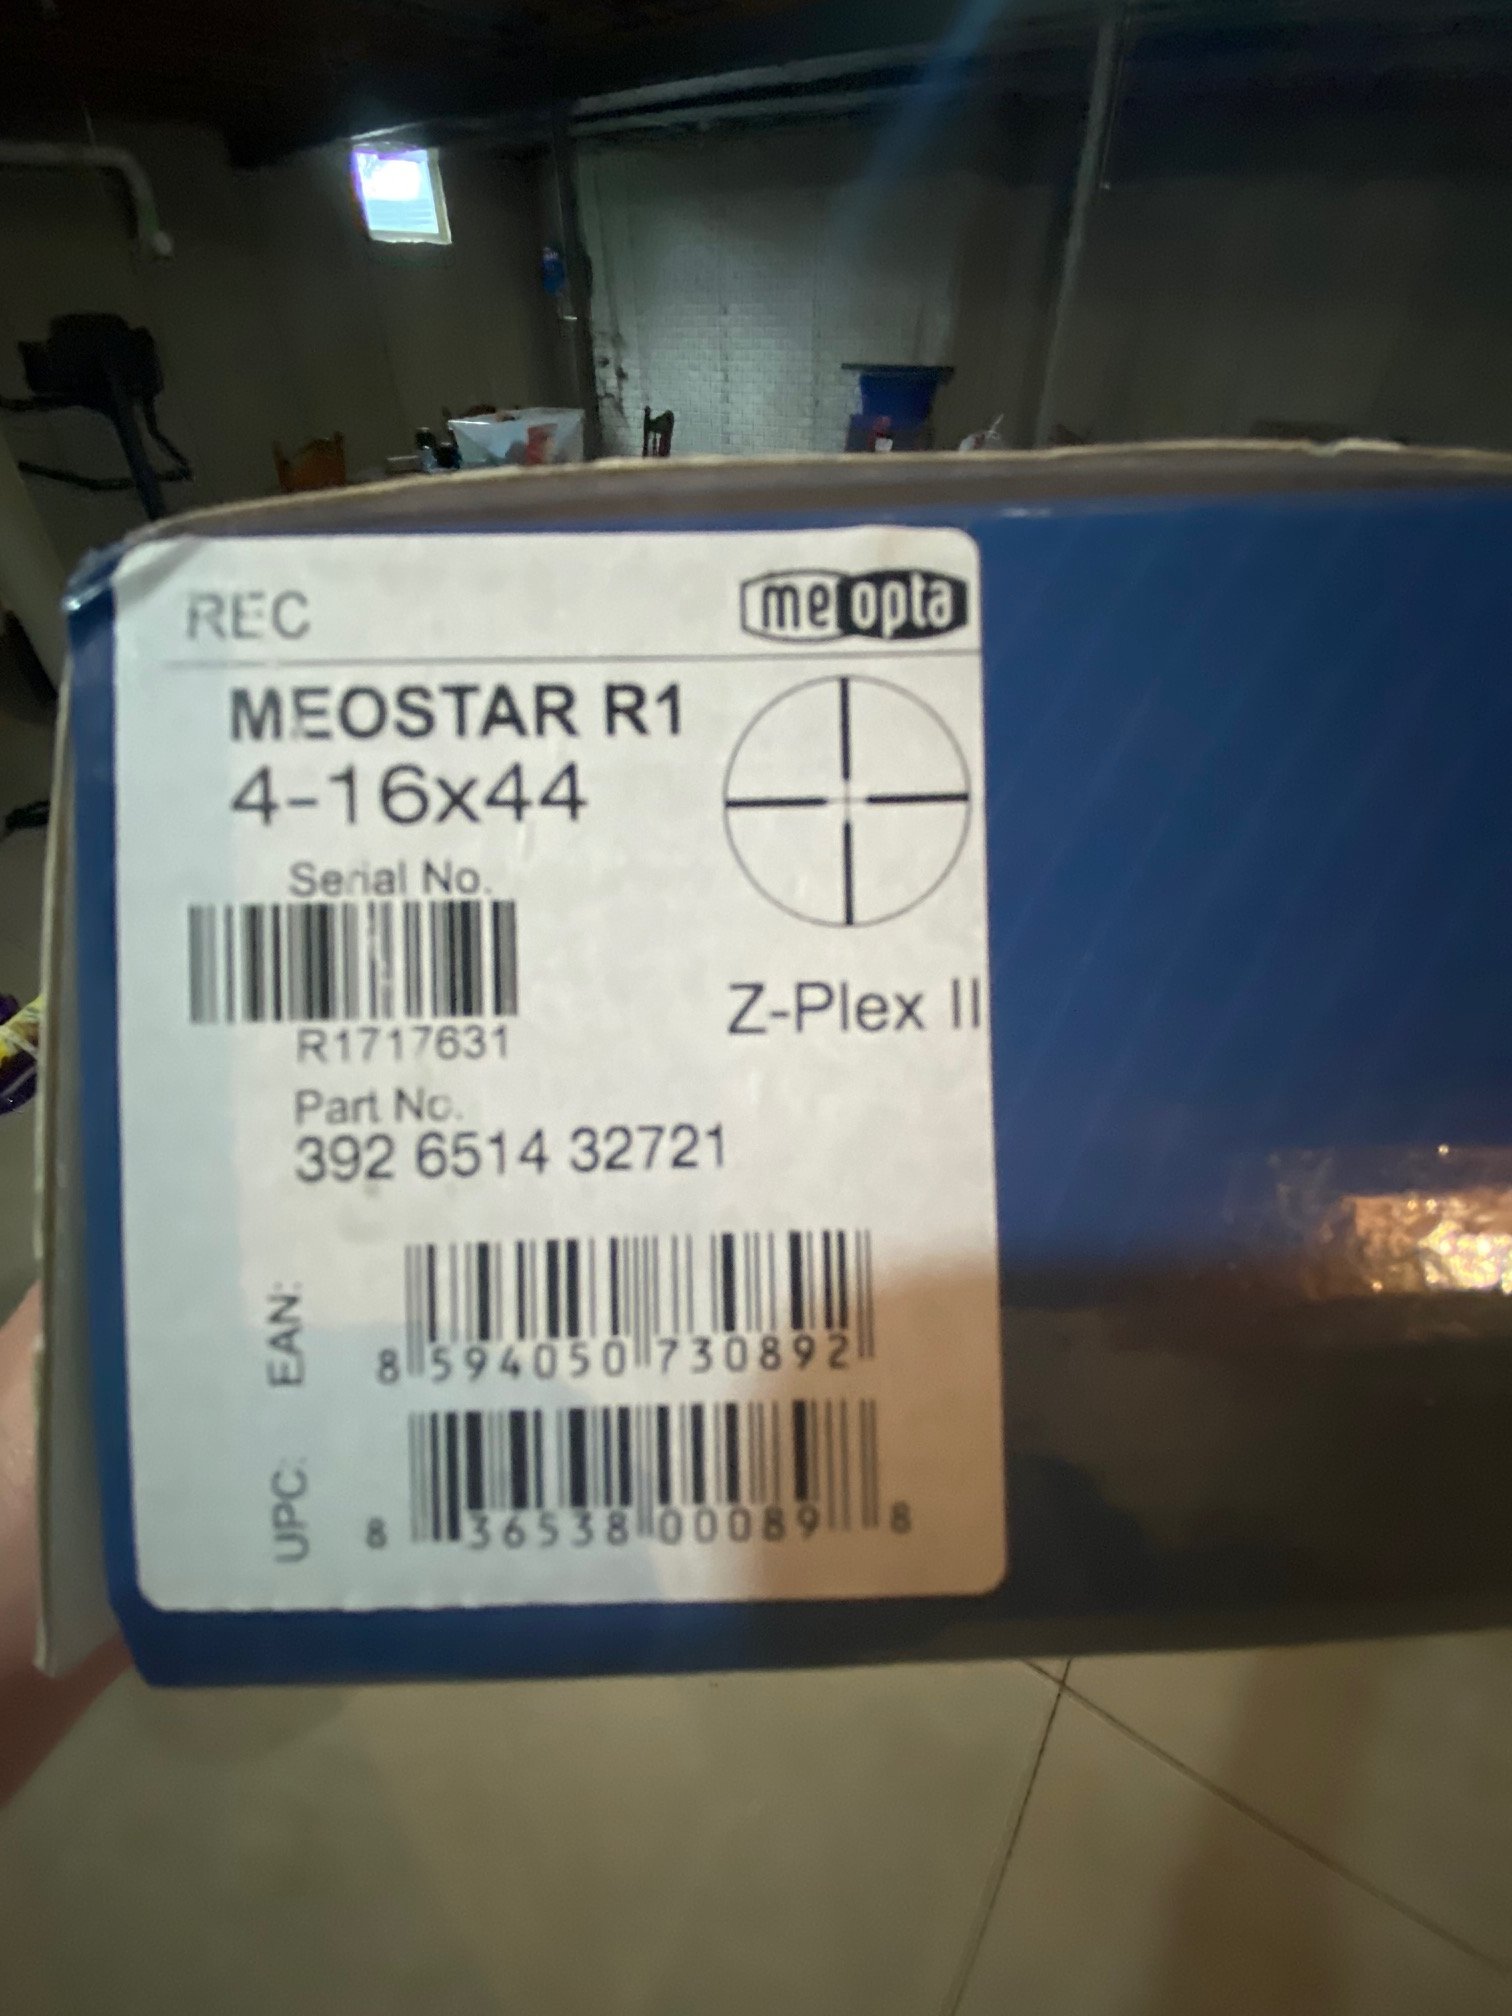 REC
meopta
MEOSTAR R1
4-16x44
Serial No.
R1717631
Z-Plex II
Part No.
392 6514 32721
EAN:
8 594050 730892
UPC:
8 36538 00089 8